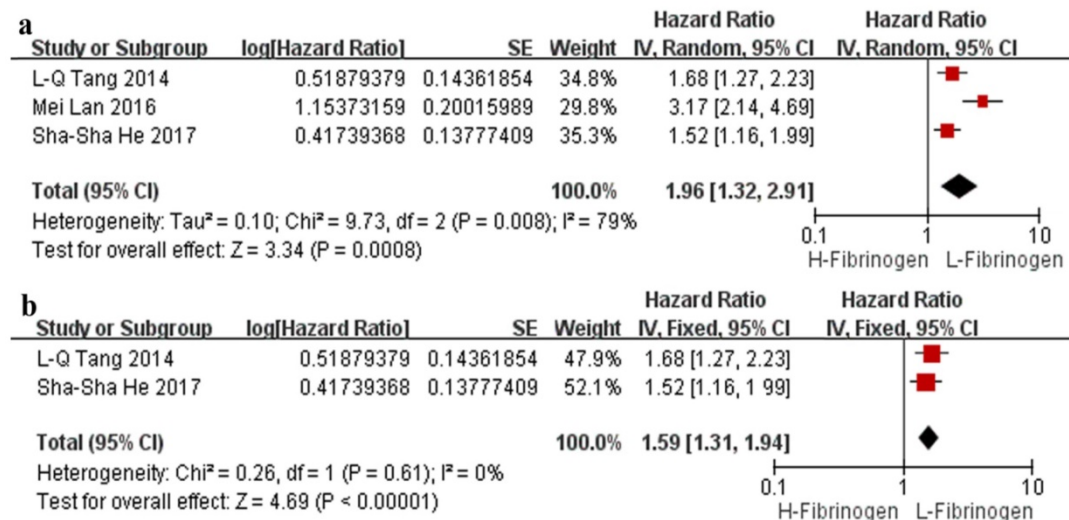 a
Hazard Ratio Hazard Ratio
Study or Subgroup log[Hazard Ratio] SE Weight IV, Random, 95% CI IV, Random, 95% CI
L-Q Tang 2014 0.51879379 0.14361854 34.8% 1.68 [1.27, 2.23]
Mei Lan 2016 1.15373159 0.20015989 29.8% 3.17 [2.14, 4.69]
Sha-Sha He 2017 0.41739368 0.13777409 35.3% 1.52 [1.16, 1.99]
Total (95% CI) 100.0% 1.96 [1.32, 2.91]
Heterogeneity: Tau² = 0.10; Chi² = 9.73, df = 2 (P = 0.008); I² = 79%
Test for overall effect: Z = 3.34 (P = 0.0008)
0.1 1 10
H-Fibrinogen L-Fibrinogen
b
Hazard Ratio Hazard Ratio
Study or Subgroup log[Hazard Ratio] SE Weight IV, Fixed, 95% CI IV, Fixed, 95% CI
L-Q Tang 2014 0.51879379 0.14361854 47.9% 1.68 [1.27, 2.23]
Sha-Sha He 2017 0.41739368 0.13777409 52.1% 1.52 [1.16, 1 99]
Total (95% CI) 100.0% 1.59 [1.31, 1.94]
Heterogeneity: Chi² = 0.26, df = 1 (P = 0.61); I² = 0%
Test for overall effect: Z = 4.69 (P < 0.00001)
0.1 1 10
H-Fibrinogen L-Fibrinogen